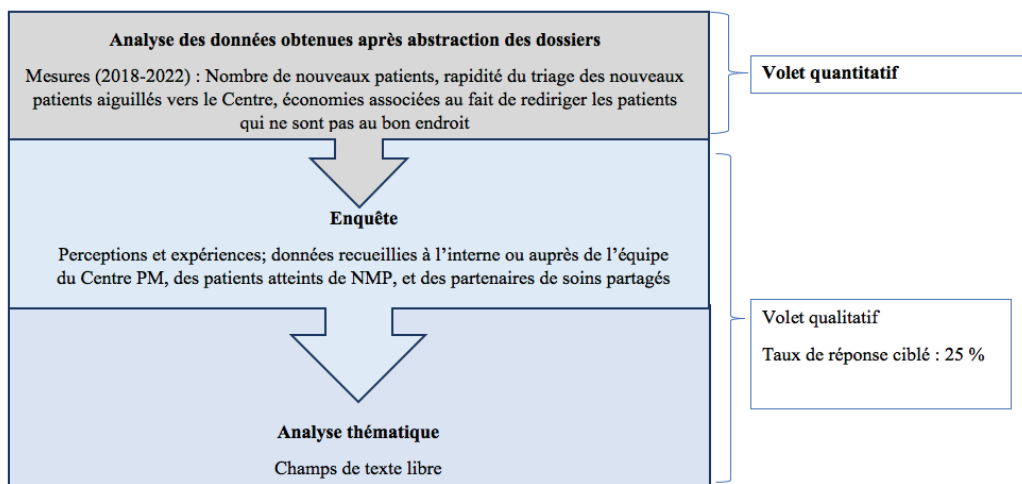 Analyse des données obtenues après abstraction des dossiers
Mesures (2018-2022) : Nombre de nouveaux patients, rapidité du triage des nouveaux
patients aiguillés vers le Centre, économies associées au fait de rediriger les patients
qui ne sont pas au bon endroit
Volet quantitatif
Enquête
Perceptions et expériences; données recueillies à l’interne ou auprès de l’équipe
du Centre PM, des patients atteints de NMP, et des partenaires de soins partagés
Volet qualitatif
Taux de réponse ciblé : 25 %
Analyse thématique
Champs de texte libre